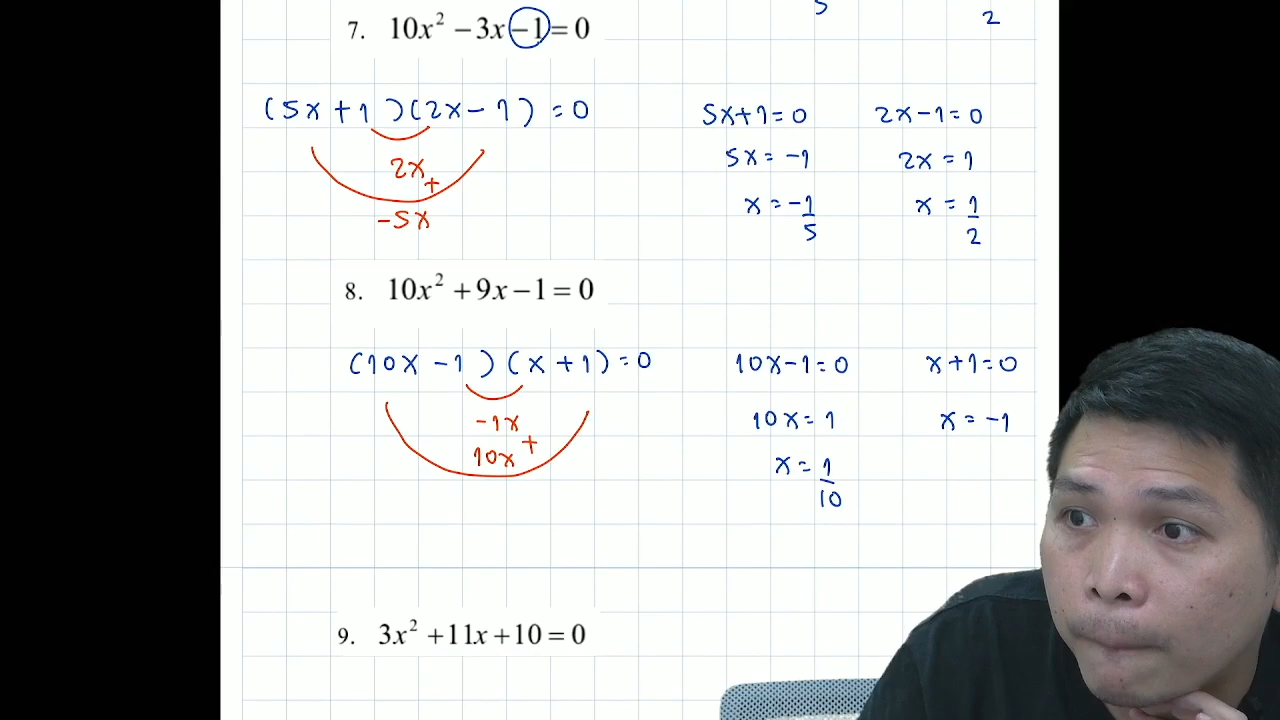 5 2
7. 10x² − 3x − 1 = 0
(5x + 1)(2x − 1) = 0
2x
+
−5x
5x + 1 = 0
5x = −1
x = −1/5
2x − 1 = 0
2x = 1
x = 1/2
8. 10x² + 9x − 1 = 0
(10x − 1)(x + 1) = 0
−1x
+
10x
10x − 1 = 0
10x = 1
x = 1/10
x + 1 = 0
x = −1
9. 3x² + 11x + 10 = 0